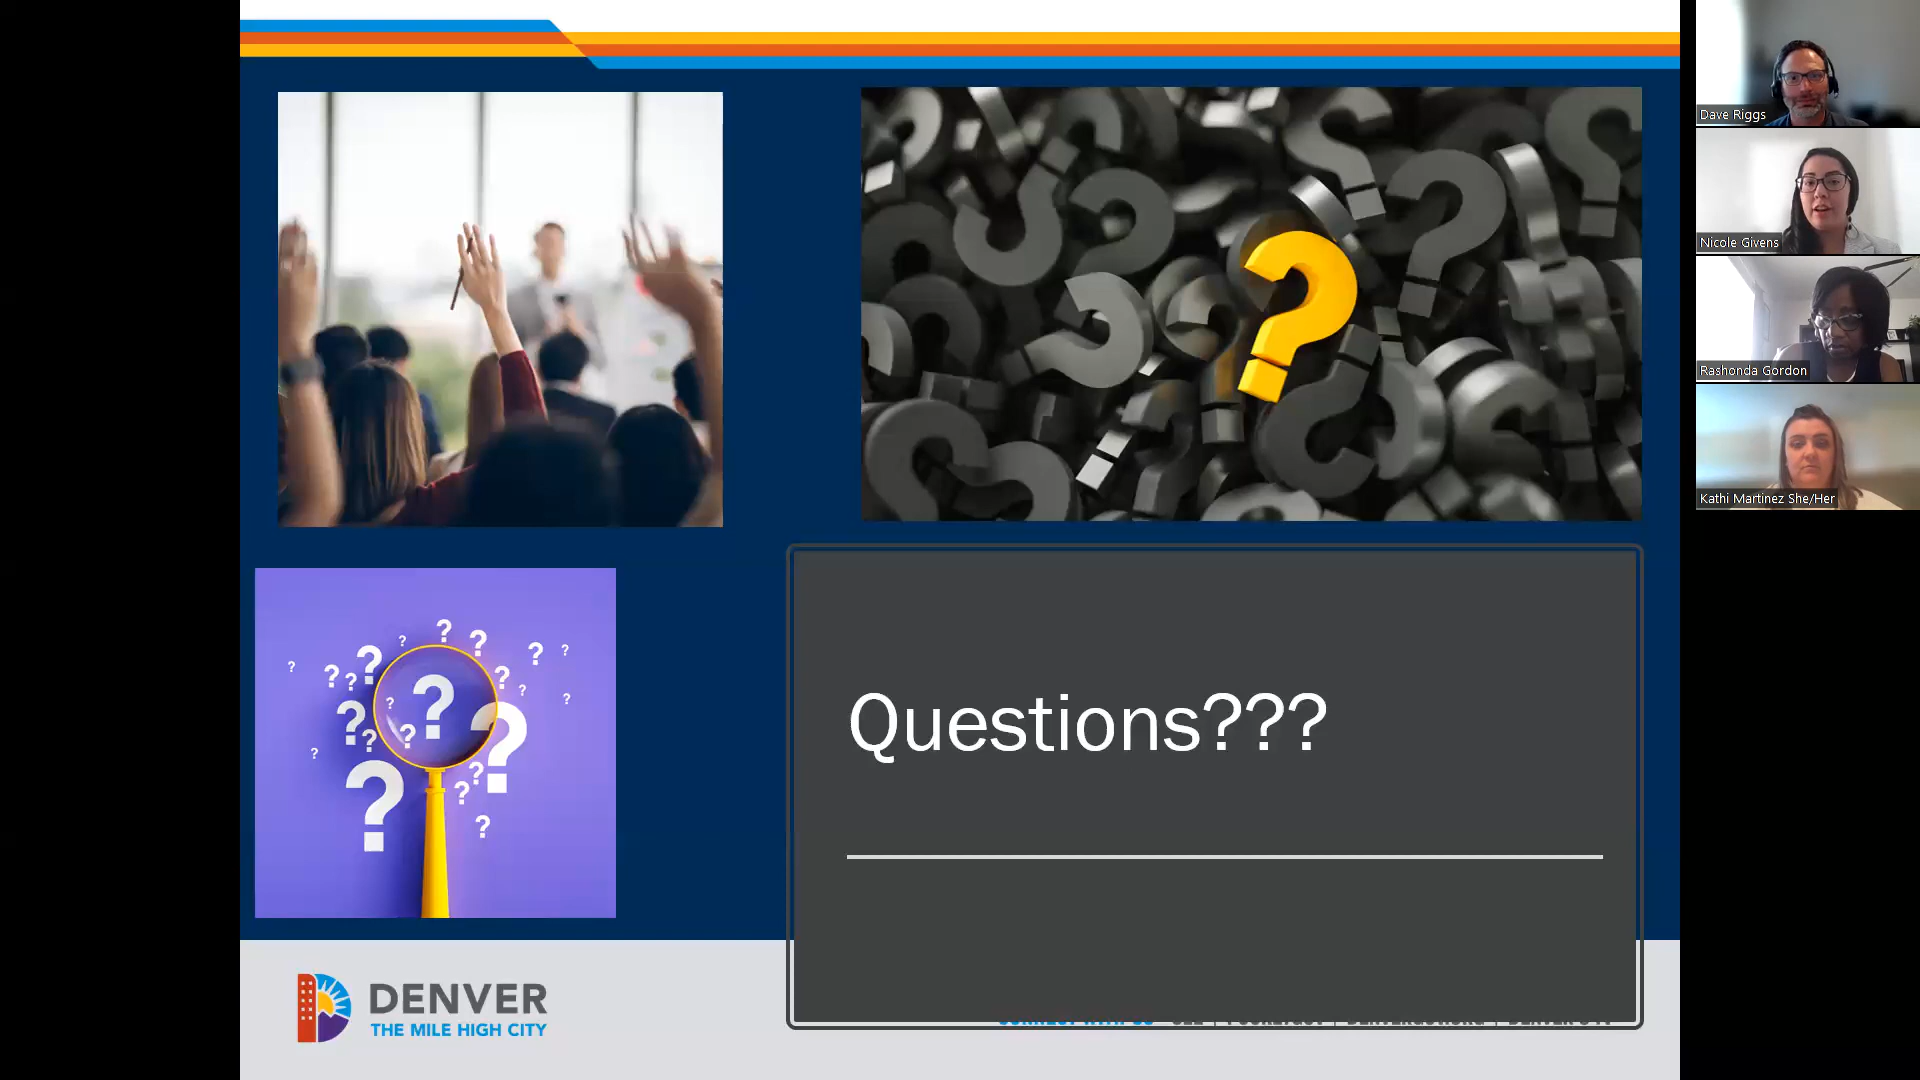 Questions???
DENVER
THE MILE HIGH CITY
Dave Riggs
Nicole Givens
Rashonda Gordon
Kathi Martinez She/Her